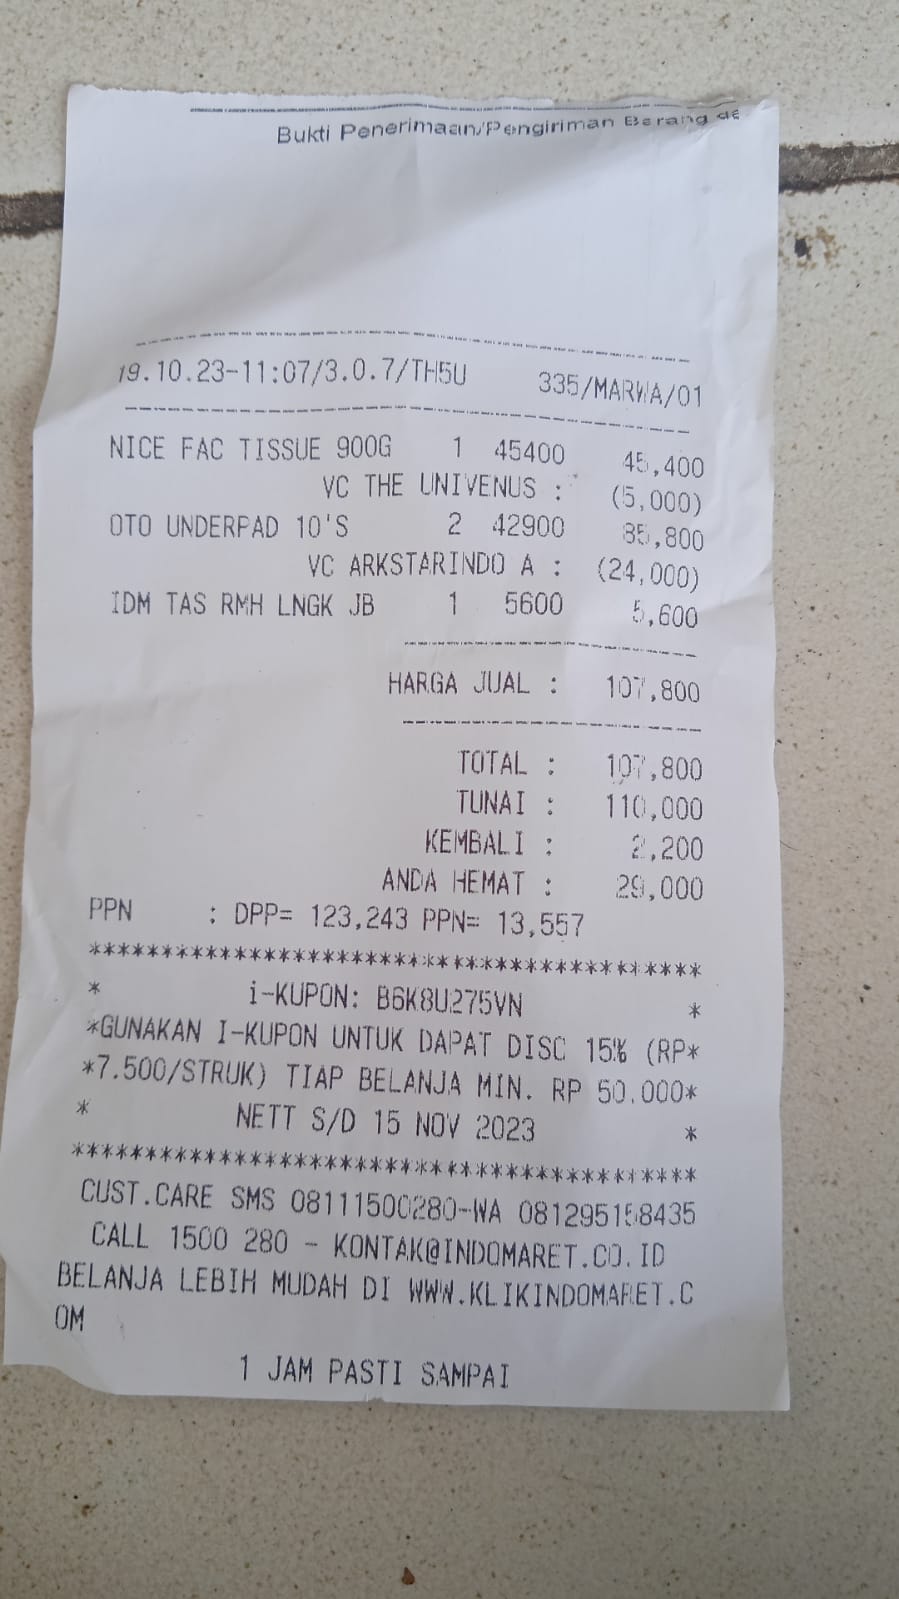 Bukti Penerimaan/Pengiriman Barang
19.10.23-11:07/3.0.7/TH5U 335/MARWA/01
NICE FAC TISSUE 900G 1 45400 45,400
VC THE UNIVENUS : (5,000)
OTO UNDERPAD 10'S 2 42900 85,800
VC ARKSTARINDO A : (24,000)
IDM TAS RMH LNGK JB 1 5600 5,600
HARGA JUAL : 107,800
TOTAL : 107,800
TUNAI : 110,000
KEMBALI : 2,200
ANDA HEMAT : 29,000
PPN : DPP= 123,243 PPN= 13,557
******************************************
* i-KUPON: B6K8U275VN *
*GUNAKAN I-KUPON UNTUK DAPAT DISC 15% (RP*
*7.500/STRUK) TIAP BELANJA MIN. RP 50.000*
* NETT S/D 15 NOV 2023 *
******************************************
CUST.CARE SMS 08111500280-WA 081295158435
CALL 1500 280 - KONTAK@INDOMARET.CO.ID
BELANJA LEBIH MUDAH DI WWW.KLIKINDOMARET.C
OM
1 JAM PASTI SAMPAI